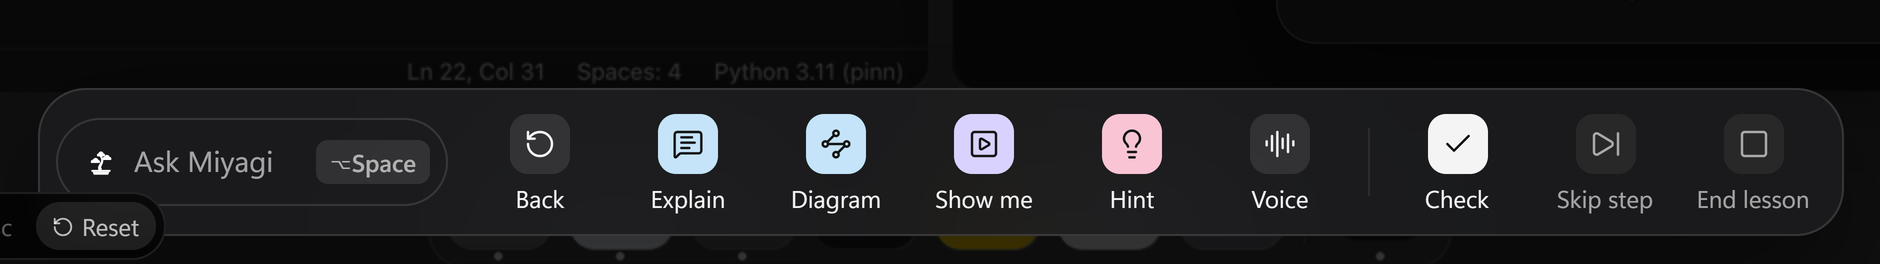 Ln 22, Col 31 Spaces: 4 Python 3.11 (pinn)
Ask Miyagi ⌥Space
Back
Explain
Diagram
Show me
Hint
Voice
Check
Skip step
End lesson
c Reset